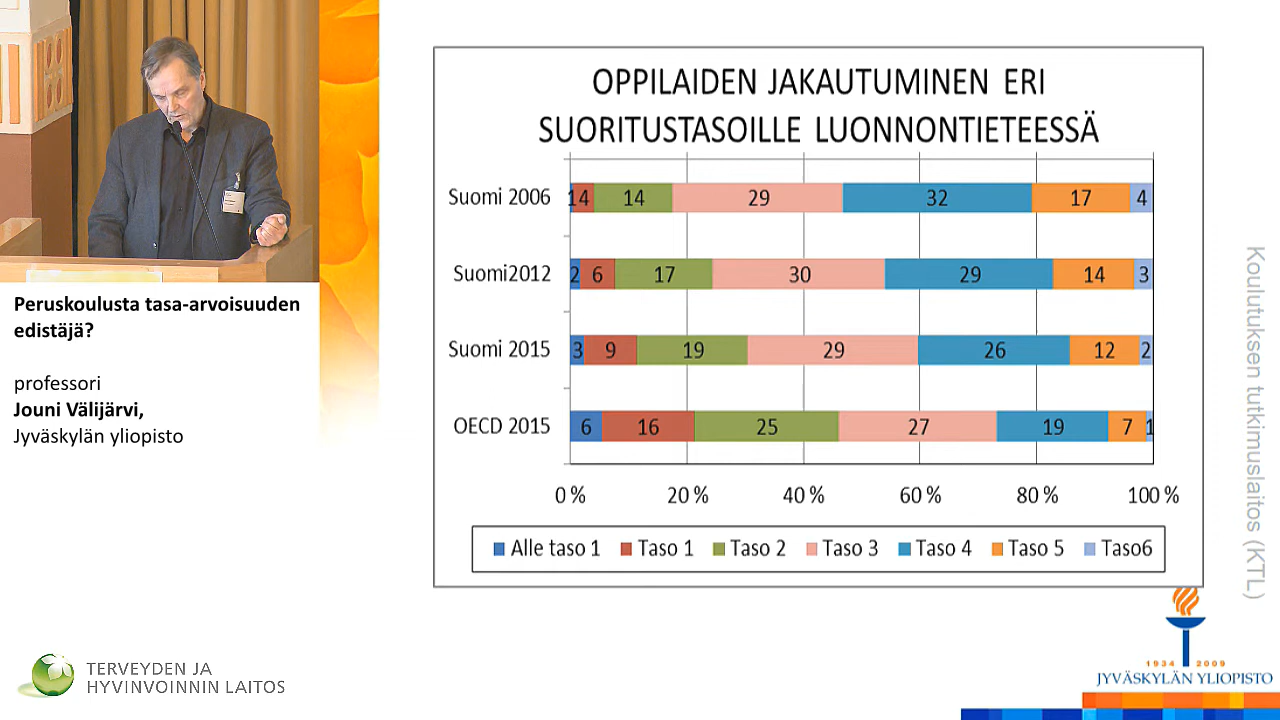 Peruskoulusta tasa-arvoisuuden
edistäjä?
professori
Jouni Välijärvi,
Jyväskylän yliopisto
TERVEYDEN JA
HYVINVOINNIN LAITOS
OPPILAIDEN JAKAUTUMINEN ERI
SUORITUSTASOILLE LUONNONTIETEESSÄ
Suomi 2006 1 4 14 29 32 17 4
Suomi2012 2 6 17 30 29 14 3
Suomi 2015 3 9 19 29 26 12 2
OECD 2015 6 16 25 27 19 7 1
0 % 20 % 40 % 60 % 80 % 100 %
Alle taso 1 Taso 1 Taso 2 Taso 3 Taso 4 Taso 5 Taso6
Koulutuksen tutkimuslaitos (KTL)
1934 2009
JYVÄSKYLÄN YLIOPISTO